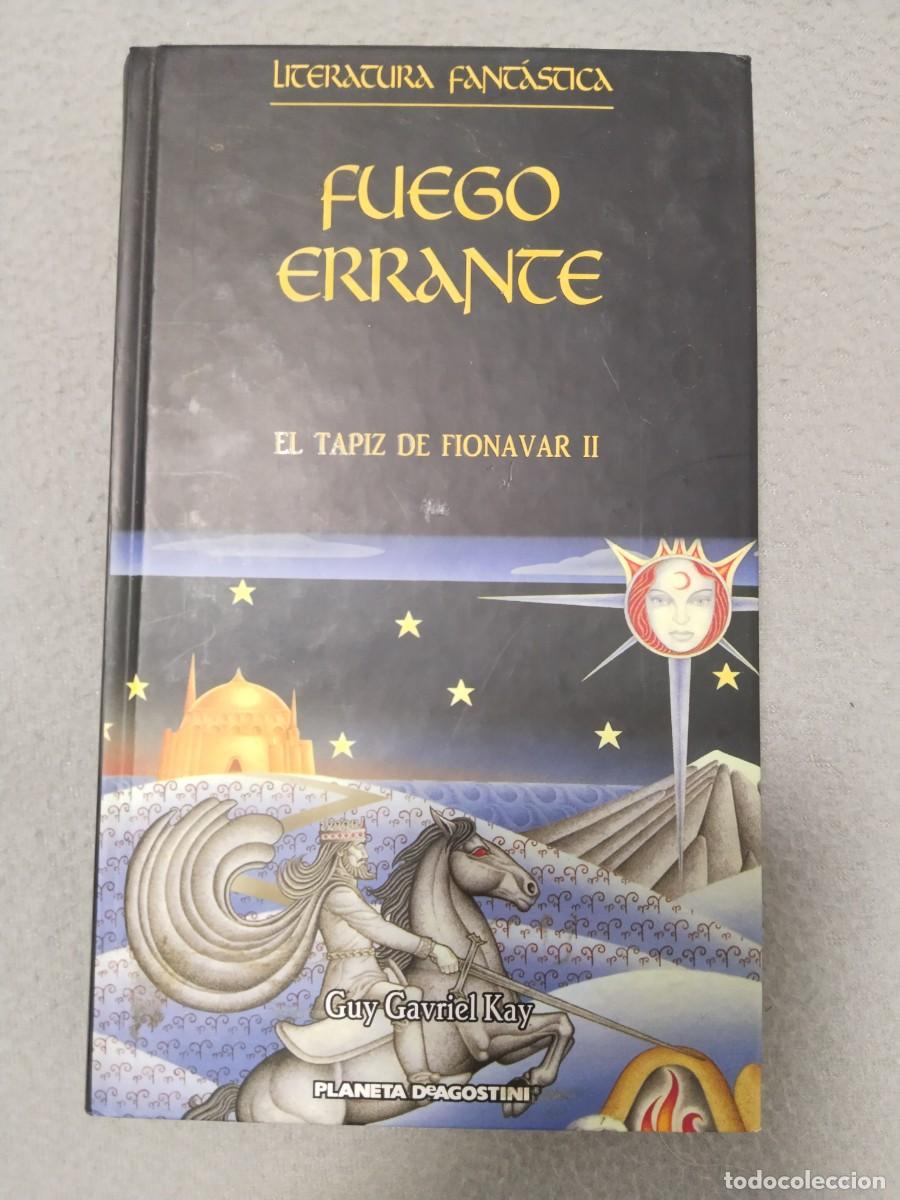 LITERATURA FANTÁSTICA
FUEGO
ERRANTE
EL TAPIZ DE FIONAVAR II
Guy Gavriel Kay
PLANETA DeAGOSTINI
todocoleccion